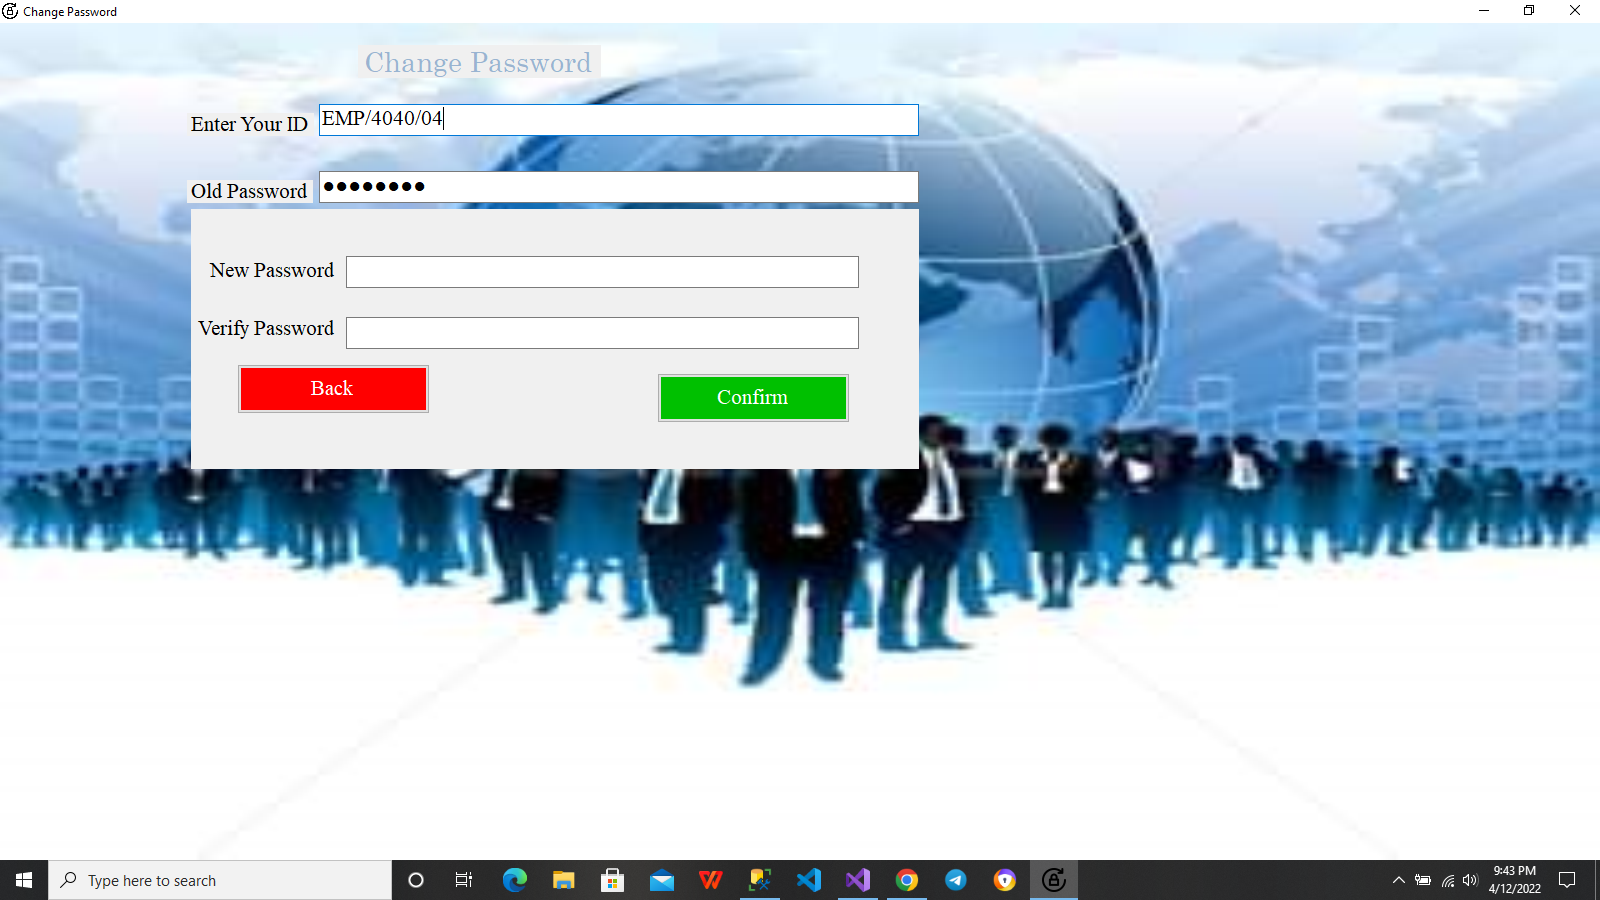 Change Password
Change Password
Enter Your ID EMP/4040/04
Old Password ●●●●●●●●
New Password
Verify Password
Back
Confirm
Type here to search
9:43 PM
4/12/2022